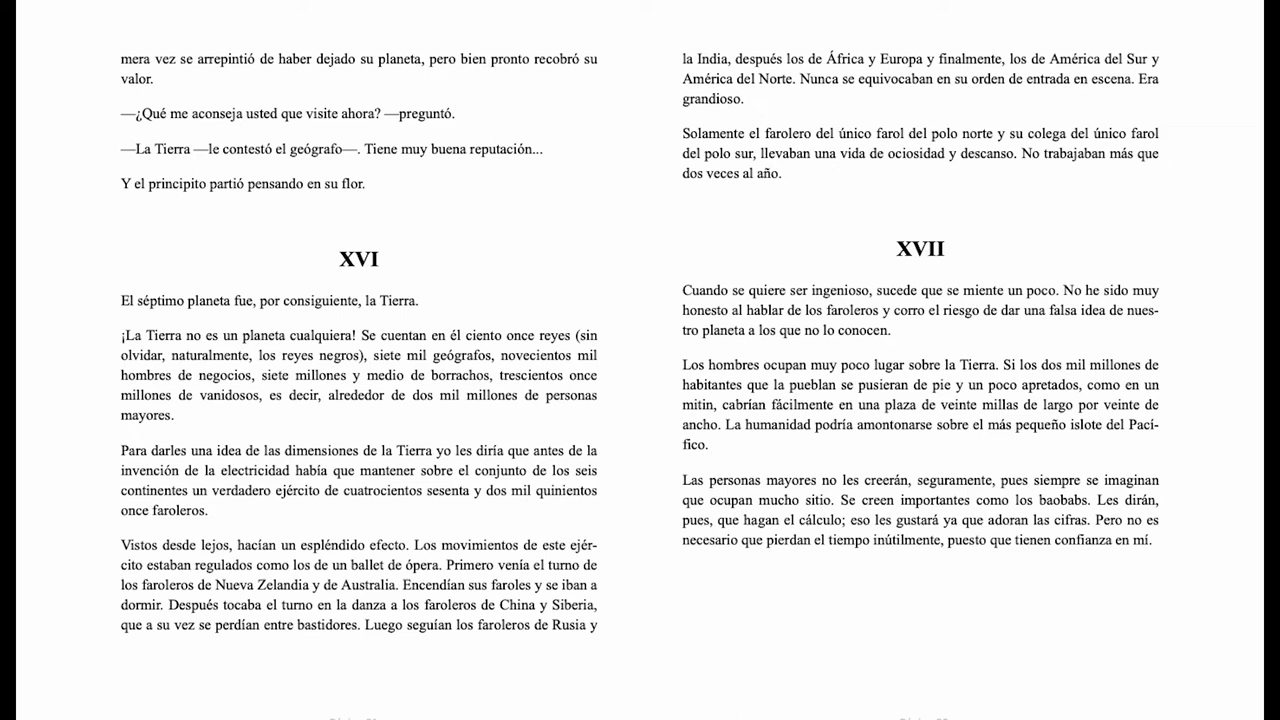 mera vez se arrepintió de haber dejado su planeta, pero bien pronto recobró su
valor.
—¿Qué me aconseja usted que visite ahora? —preguntó.
—La Tierra —le contestó el geógrafo—. Tiene muy buena reputación...
Y el principito partió pensando en su flor.
XVI
El séptimo planeta fue, por consiguiente, la Tierra.
¡La Tierra no es un planeta cualquiera! Se cuentan en él ciento once reyes (sin
olvidar, naturalmente, los reyes negros), siete mil geógrafos, novecientos mil
hombres de negocios, siete millones y medio de borrachos, trescientos once
millones de vanidosos, es decir, alrededor de dos mil millones de personas
mayores.
Para darles una idea de las dimensiones de la Tierra yo les diría que antes de la
invención de la electricidad había que mantener sobre el conjunto de los seis
continentes un verdadero ejército de cuatrocientos sesenta y dos mil quinientos
once faroleros.
Vistos desde lejos, hacían un espléndido efecto. Los movimientos de este ejér-
cito estaban regulados como los de un ballet de ópera. Primero venía el turno de
los faroleros de Nueva Zelandia y de Australia. Encendían sus faroles y se iban a
dormir. Después tocaba el turno en la danza a los faroleros de China y Siberia,
que a su vez se perdían entre bastidores. Luego seguían los faroleros de Rusia y
la India, después los de África y Europa y finalmente, los de América del Sur y
América del Norte. Nunca se equivocaban en su orden de entrada en escena. Era
grandioso.
Solamente el farolero del único farol del polo norte y su colega del único farol
del polo sur, llevaban una vida de ociosidad y descanso. No trabajaban más que
dos veces al año.
XVII
Cuando se quiere ser ingenioso, sucede que se miente un poco. No he sido muy
honesto al hablar de los faroleros y corro el riesgo de dar una falsa idea de nues-
tro planeta a los que no lo conocen.
Los hombres ocupan muy poco lugar sobre la Tierra. Si los dos mil millones de
habitantes que la pueblan se pusieran de pie y un poco apretados, como en un
mitin, cabrían fácilmente en una plaza de veinte millas de largo por veinte de
ancho. La humanidad podría amontonarse sobre el más pequeño islote del Pací-
fico.
Las personas mayores no les creerán, seguramente, pues siempre se imaginan
que ocupan mucho sitio. Se creen importantes como los baobabs. Les dirán,
pues, que hagan el cálculo; eso les gustará ya que adoran las cifras. Pero no es
necesario que pierdan el tiempo inútilmente, puesto que tienen confianza en mí.